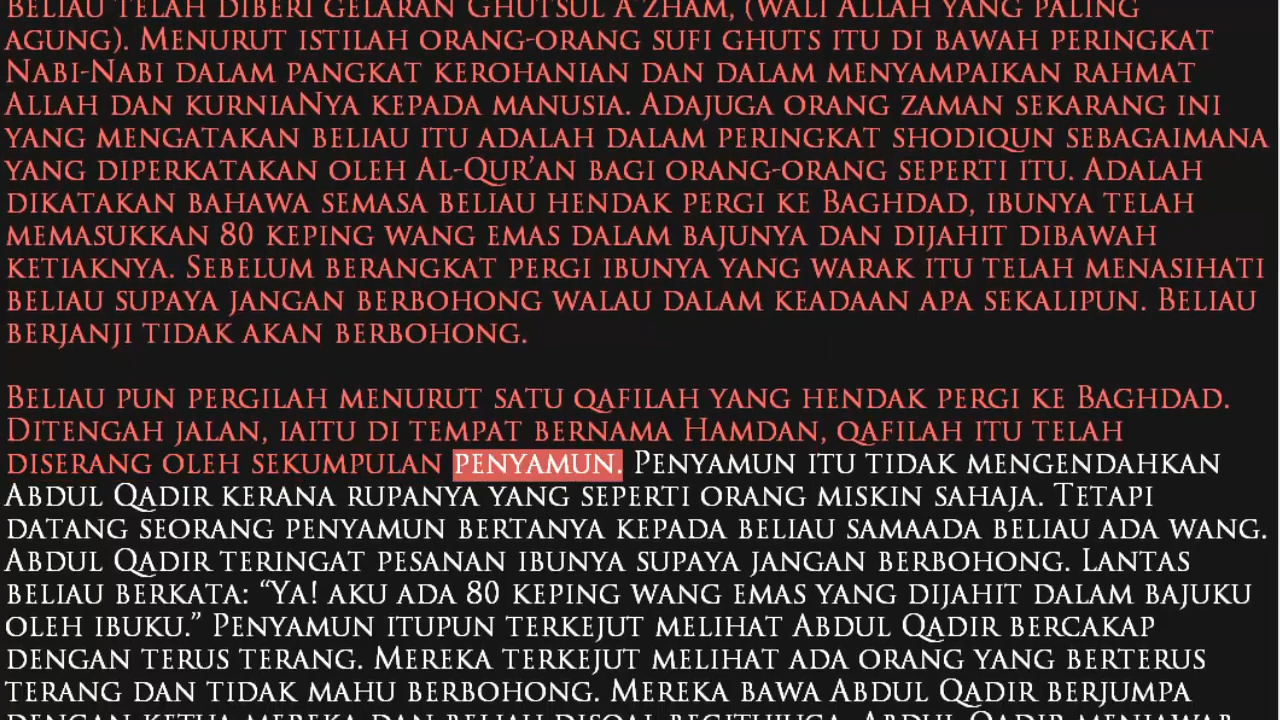 Beliau telah diberi gelaran Ghutsul A’zham, (wali Allah yang paling
agung). Menurut istilah orang-orang sufi ghuts itu di bawah peringkat
Nabi-Nabi dalam pangkat kerohanian dan dalam menyampaikan rahmat
Allah dan kurniaNya kepada manusia. Adajuga orang zaman sekarang ini
yang mengatakan beliau itu adalah dalam peringkat shodiqun sebagaimana
yang diperkatakan oleh Al-Qur’an bagi orang-orang seperti itu. Adalah
dikatakan bahawa semasa beliau hendak pergi ke Baghdad, ibunya telah
memasukkan 80 keping wang emas dalam bajunya dan dijahit dibawah
ketiaknya. Sebelum berangkat pergi ibunya yang warak itu telah menasihati
beliau supaya jangan berbohong walau dalam keadaan apa sekalipun. Beliau
berjanji tidak akan berbohong.
Beliau pun pergilah menurut satu qafilah yang hendak pergi ke Baghdad.
Ditengah jalan, iaitu di tempat bernama Hamdan, qafilah itu telah
diserang oleh sekumpulan penyamun. Penyamun itu tidak mengendahkan
Abdul Qadir kerana rupanya yang seperti orang miskin sahaja. Tetapi
datang seorang penyamun bertanya kepada beliau samaada beliau ada wang.
Abdul Qadir teringat pesanan ibunya supaya jangan berbohong. Lantas
beliau berkata: “Ya! aku ada 80 keping wang emas yang dijahit dalam bajuku
oleh ibuku.” Penyamun itupun terkejut melihat Abdul Qadir bercakap
dengan terus terang. Mereka terkejut melihat ada orang yang berterus
terang dan tidak mahu berbohong. Mereka bawa Abdul Qadir berjumpa
dengan ketua mereka dan beliau disoal begitujuga. Abdul Qadir menjawab